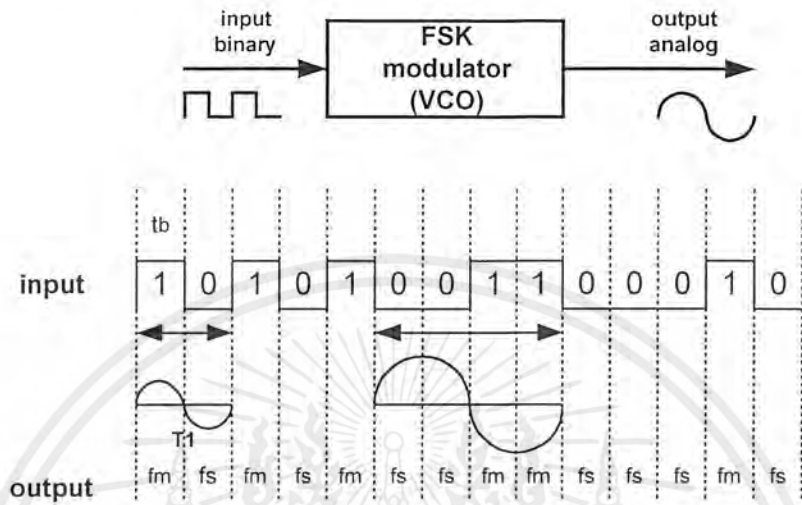 input
binary
FSK
modulator
(VCO)
output
analog
tb
input 1 0 1 0 1 0 0 1 1 0 0 0 1 0
T1
output fm fs fm fs fm fs fs fm fm fs fs fs fm fs